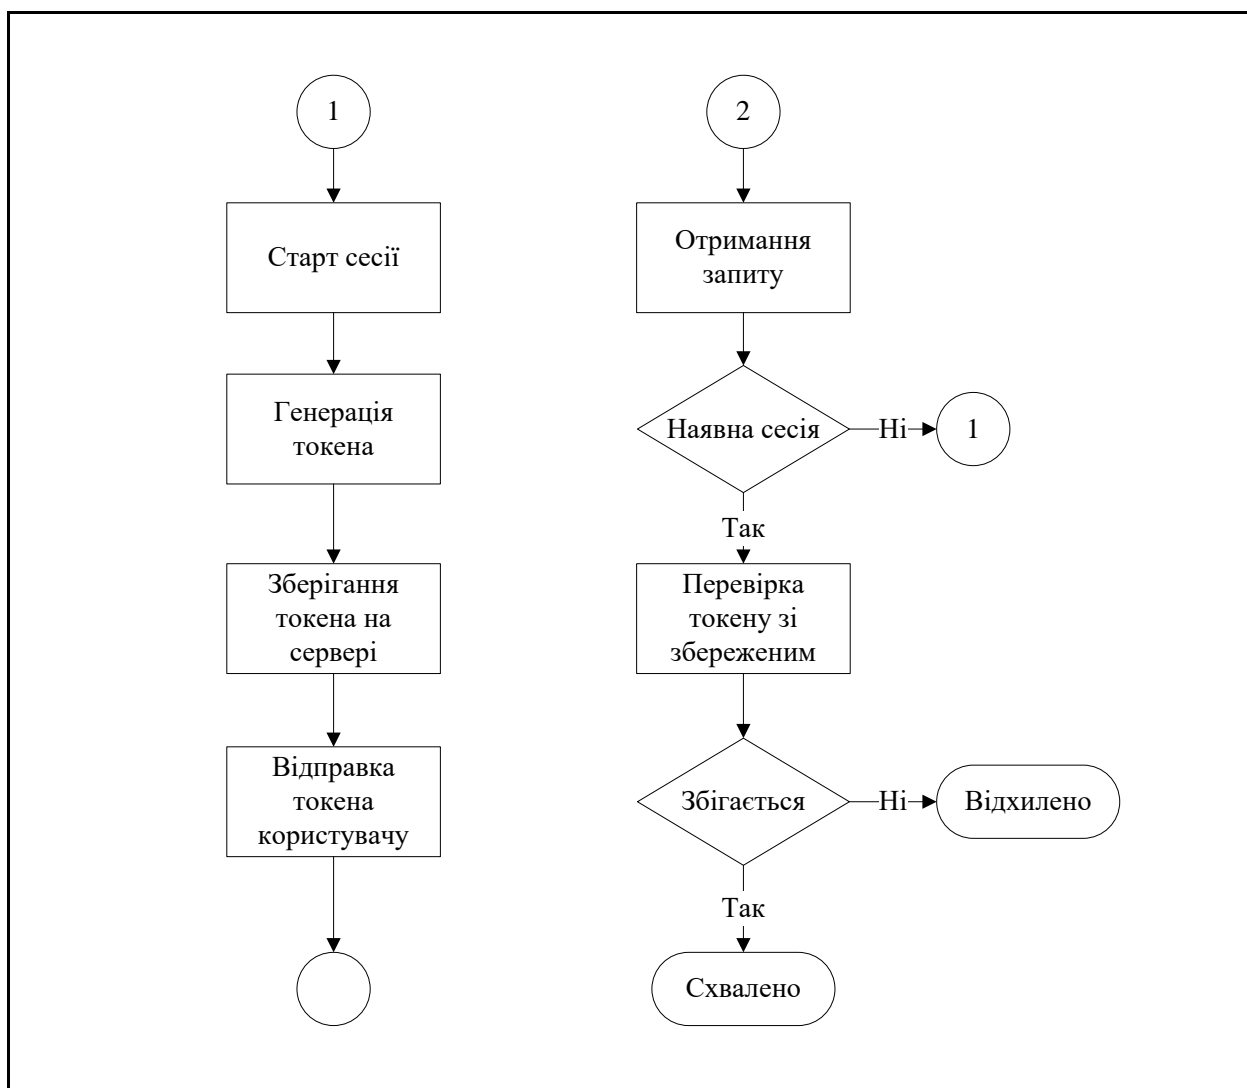 1
Старт сесії
Генерація
токена
Зберігання
токена на
сервері
Відправка
токена
користувачу
2
Отримання
запиту
Наявна сесія
Ні
1
Так
Перевірка
токену зі
збереженим
Збігається
Ні
Відхилено
Так
Схвалено